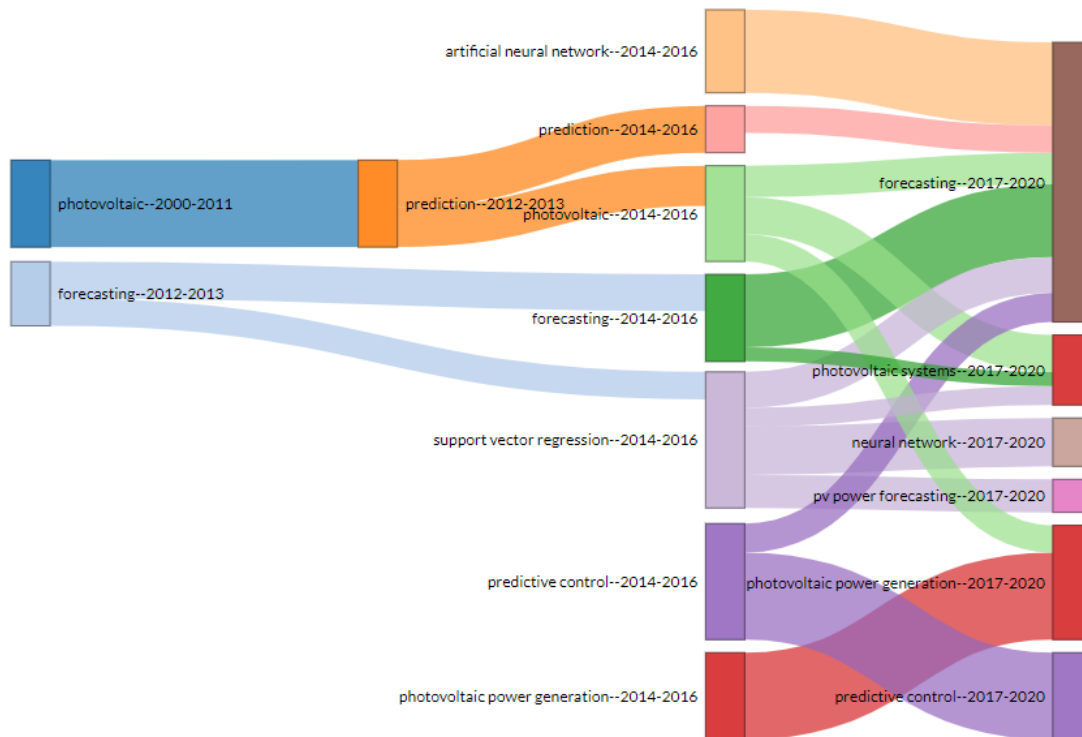 artificial neural network--2014-2016
prediction--2014-2016
forecasting--2017-2020
photovoltaic--2000-2011
prediction--2012-2013
photovoltaic--2014-2016
forecasting--2012-2013
forecasting--2014-2016
photovoltaic systems--2017-2020
support vector regression--2014-2016
neural network--2017-2020
pv power forecasting--2017-2020
predictive control--2014-2016
photovoltaic power generation--2017-2020
photovoltaic power generation--2014-2016
predictive control--2017-2020